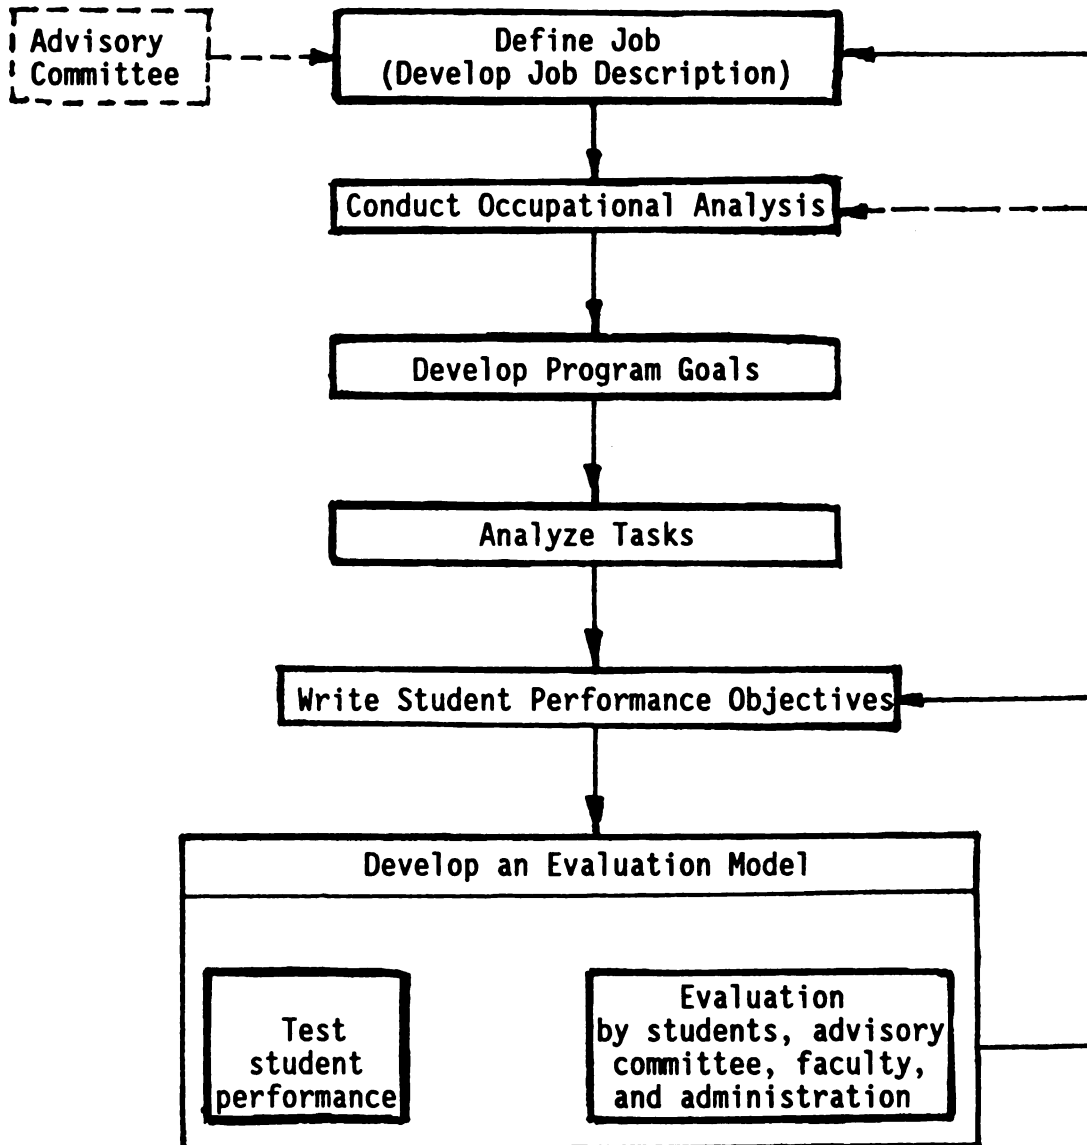 Advisory
Committee
Define Job
(Develop Job Description)
Conduct Occupational Analysis
Develop Program Goals
Analyze Tasks
Write Student Performance Objectives
Develop an Evaluation Model
Test
student
performance
Evaluation
by students, advisory
committee, faculty,
and administration